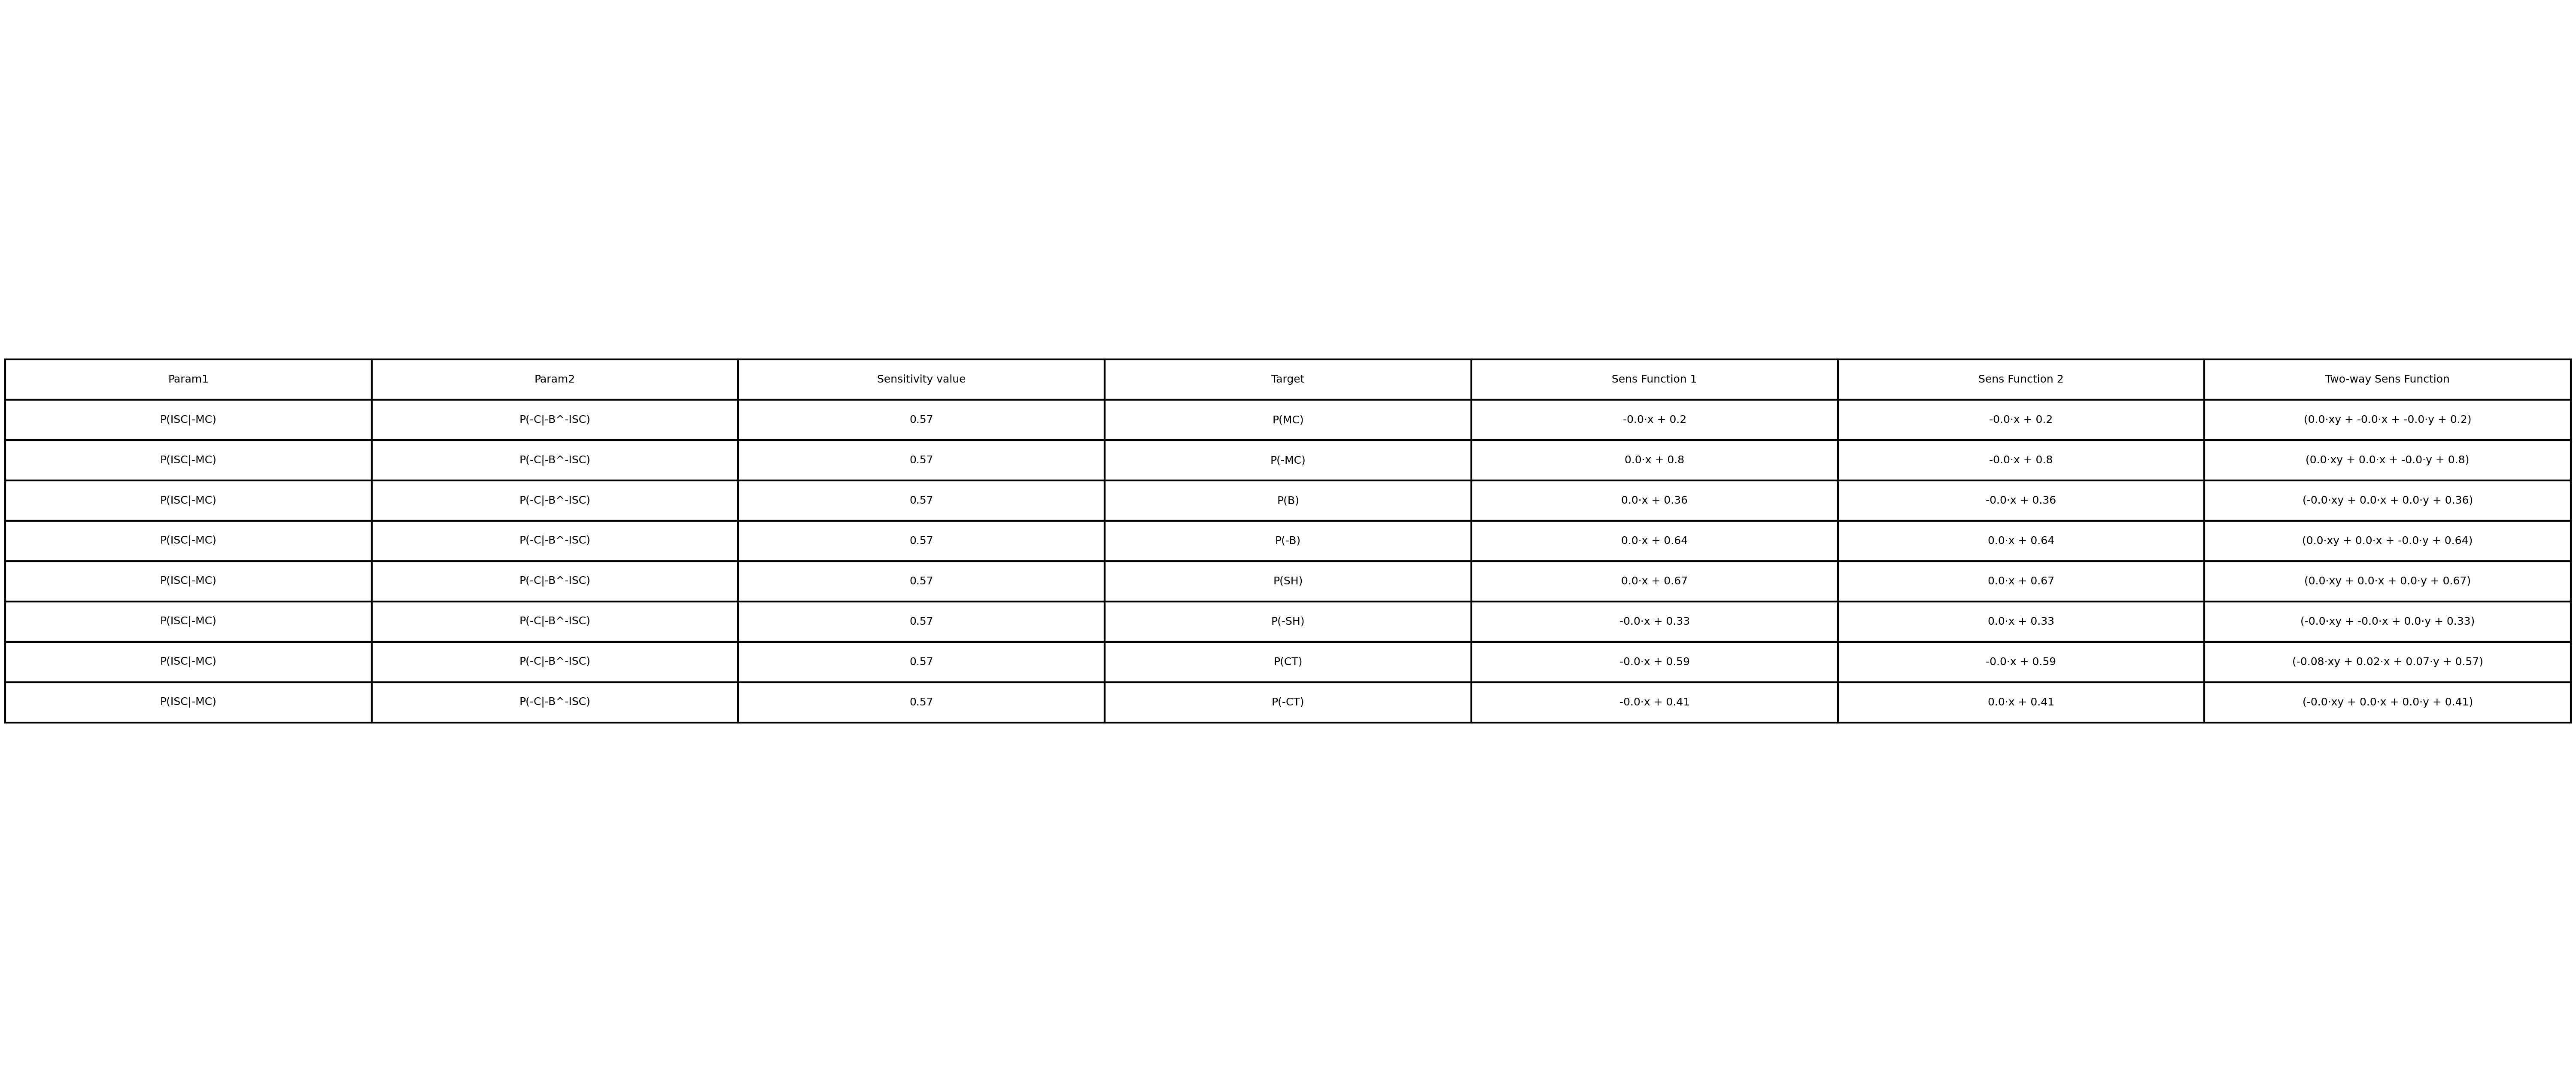 Param1 Param2 Sensitivity value Target Sens Function 1 Sens Function 2 Two-way Sens Function
P(ISC|-MC) P(-C|-B^-ISC) 0.57 P(MC) -0.0·x + 0.2 -0.0·x + 0.2 (0.0·xy + -0.0·x + -0.0·y + 0.2)
P(ISC|-MC) P(-C|-B^-ISC) 0.57 P(-MC) 0.0·x + 0.8 -0.0·x + 0.8 (0.0·xy + 0.0·x + -0.0·y + 0.8)
P(ISC|-MC) P(-C|-B^-ISC) 0.57 P(B) 0.0·x + 0.36 -0.0·x + 0.36 (-0.0·xy + 0.0·x + 0.0·y + 0.36)
P(ISC|-MC) P(-C|-B^-ISC) 0.57 P(-B) 0.0·x + 0.64 0.0·x + 0.64 (0.0·xy + 0.0·x + -0.0·y + 0.64)
P(ISC|-MC) P(-C|-B^-ISC) 0.57 P(SH) 0.0·x + 0.67 0.0·x + 0.67 (0.0·xy + 0.0·x + 0.0·y + 0.67)
P(ISC|-MC) P(-C|-B^-ISC) 0.57 P(-SH) -0.0·x + 0.33 0.0·x + 0.33 (-0.0·xy + -0.0·x + 0.0·y + 0.33)
P(ISC|-MC) P(-C|-B^-ISC) 0.57 P(CT) -0.0·x + 0.59 -0.0·x + 0.59 (-0.08·xy + 0.02·x + 0.07·y + 0.57)
P(ISC|-MC) P(-C|-B^-ISC) 0.57 P(-CT) -0.0·x + 0.41 0.0·x + 0.41 (-0.0·xy + 0.0·x + 0.0·y + 0.41)